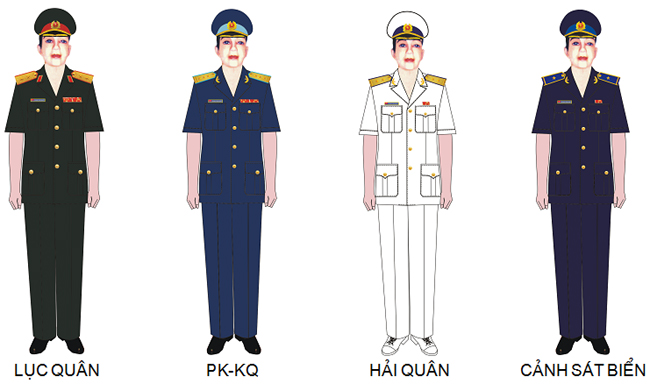 LỤC QUÂN
PK-KQ
HẢI QUÂN
CẢNH SÁT BIỂN